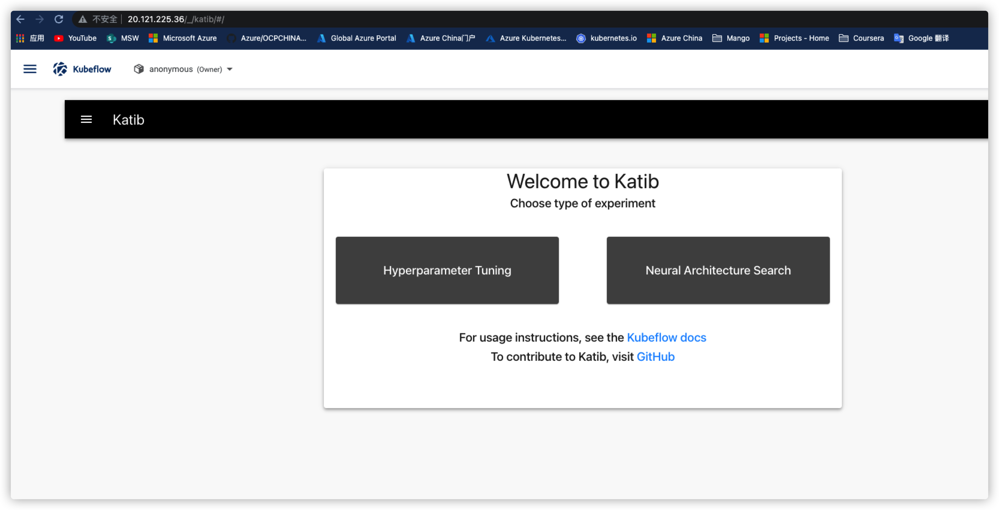 不安全 20.121.225.36/_/katib/#/
应用 YouTube MSW Microsoft Azure Azure/OCPCHINA... Global Azure Portal Azure China门户 Azure Kubernetes... kubernetes.io Azure China Mango Projects - Home Coursera Google 翻译
Kubeflow anonymous (Owner)
Katib
Welcome to Katib
Choose type of experiment
Hyperparameter Tuning Neural Architecture Search
For usage instructions, see the Kubeflow docs
To contribute to Katib, visit GitHub